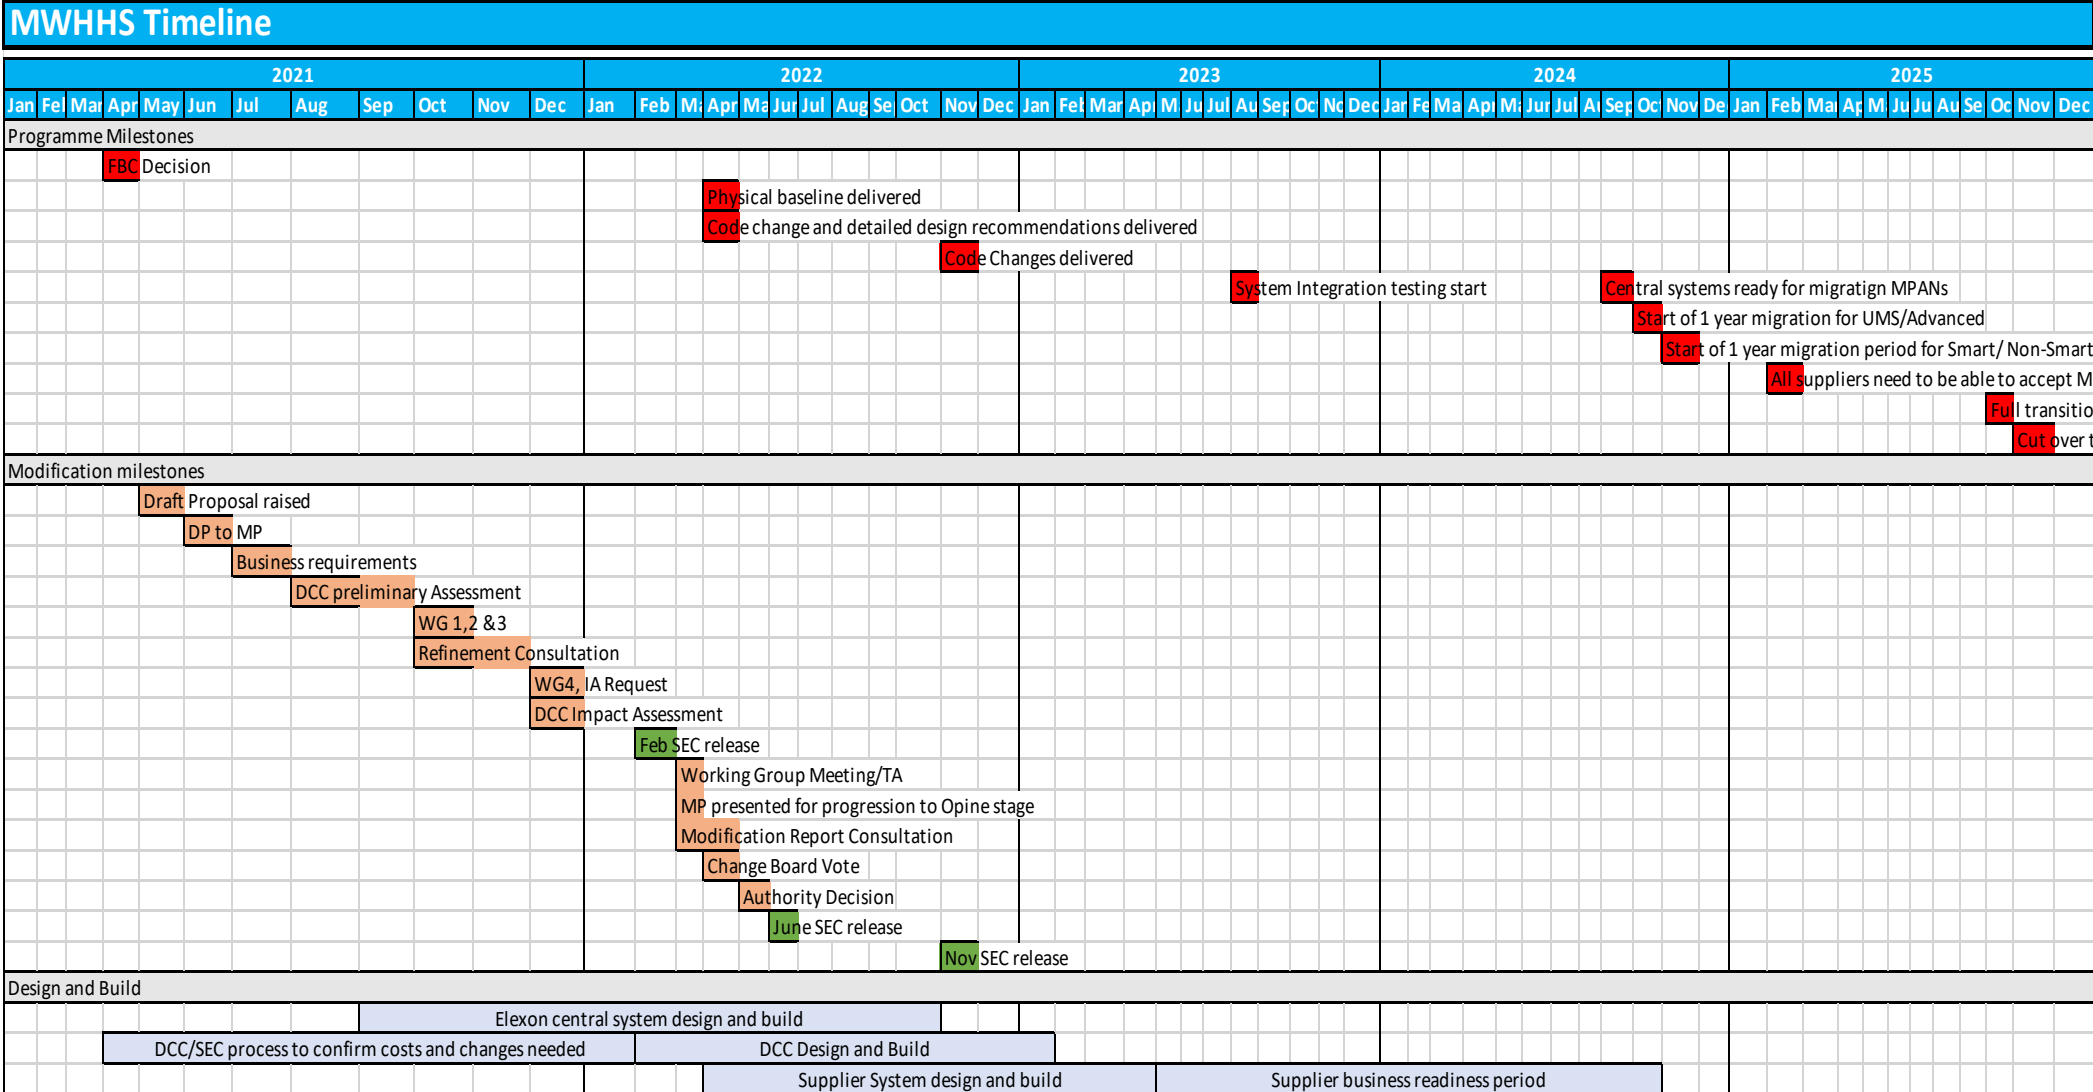 MWHHS Timeline
2021 2022 2023 2024 2025
Jan Fel Mar Apr May Jun Jul Aug Sep Oct Nov Dec Jan Feb Ma Apr Ma Jun Jul Aug Se Oct Nov Dec Jan Feb Mar Apr M Ju Jul Au Sep Oct No Dec Jan Fe Ma Apr Ma Jun Jul A Sep Oct Nov De Jan Feb Mar Ap M Ju Ju Au Se Oc Nov Dec
Programme Milestones
FBC Decision
Physical baseline delivered
Code change and detailed design recommendations delivered
Code Changes delivered
System Integration testing start Central systems ready for migratign MPANs
Start of 1 year migration for UMS/Advanced
Start of 1 year migration period for Smart/ Non-Smart
All suppliers need to be able to accept M
Full transitio
Cut over t
Modification milestones
Draft Proposal raised
DP to MP
Business requirements
DCC preliminary Assessment
WG 1,2 &3
Refinement Consultation
WG4, IA Request
DCC Impact Assessment
Feb SEC release
Working Group Meeting/TA
MP presented for progression to Opine stage
Modification Report Consultation
Change Board Vote
Authority Decision
June SEC release
Nov SEC release
Design and Build
Elexon central system design and build
DCC/SEC process to confirm costs and changes needed DCC Design and Build
Supplier System design and build Supplier business readiness period